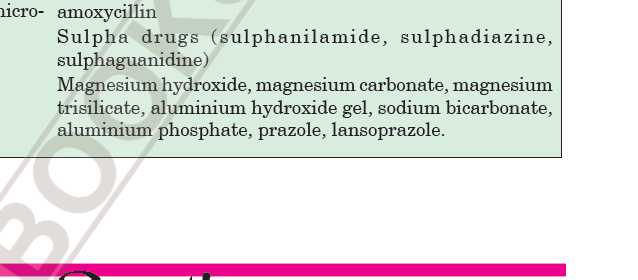 micro- amoxycillin
Sulpha drugs (sulphanilamide, sulphadiazine,
sulphaguanidine)
Magnesium hydroxide, magnesium carbonate, magnesium
trisilicate, aluminium hydroxide gel, sodium bicarbonate,
aluminium phosphate, prazole, lansoprazole.
BOOK